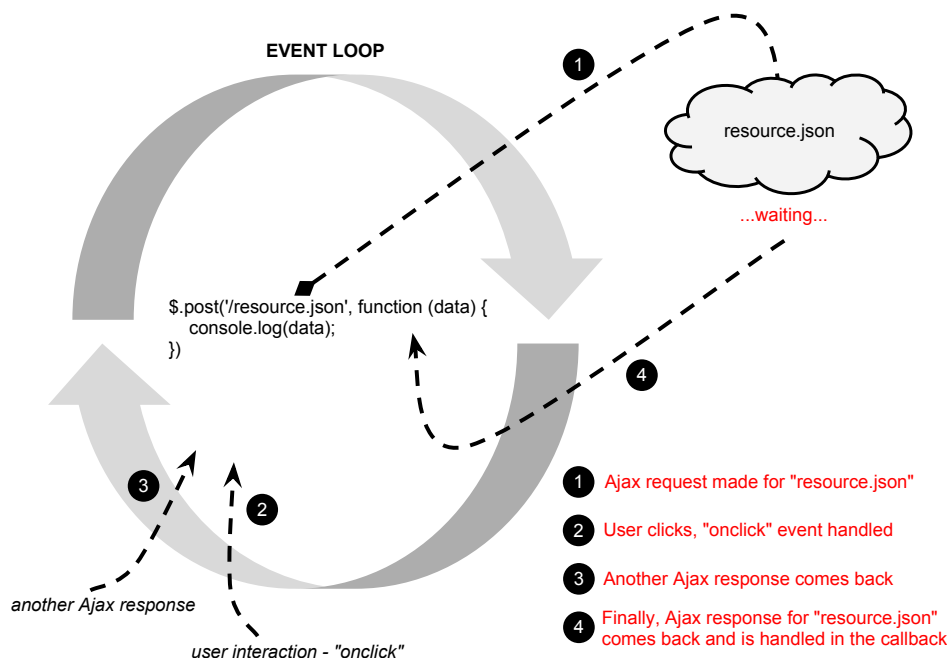 EVENT LOOP
1
resource.json
...waiting...
$.post('/resource.json', function (data) {
console.log(data);
})
4
3
2
another Ajax response
user interaction - "onclick"
1 Ajax request made for "resource.json"
2 User clicks, "onclick" event handled
3 Another Ajax response comes back
4 Finally, Ajax response for "resource.json"
comes back and is handled in the callback